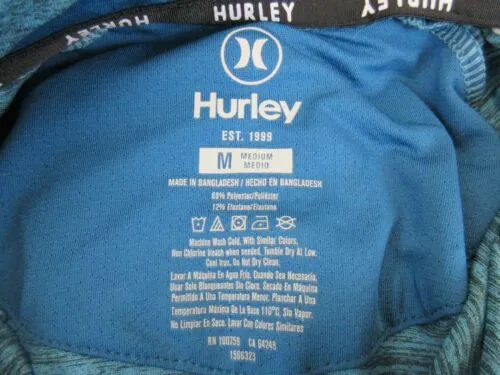 HURLEY HURLEY HURLEY
Hurley
EST. 1999
M MEDIUM
MEDIO
MADE IN BANGLADESH / HECHO EN BANGLADESH
88% Polyester/Poliéster
12% Elastane/Elastano
Machine Wash Cold, With Similar Colors,
Non Chlorine bleach when needed, Tumble Dry At Low.
Cool Iron. Do Not Dry Clean.
Lavar A Máquina En Agua Fría. Cuando Sea Necesario,
Usar Solo Blanqueantes Sin Cloro. Secado En Máquina
Permitido A Una Temperatura Menor. Planchar A Una
Temperatura Máxima De La Base 110°C, Sin Vapor.
No Limpiar En Seco. Lavar Con Colores Similares
RN 100759 CA 64249
1506323